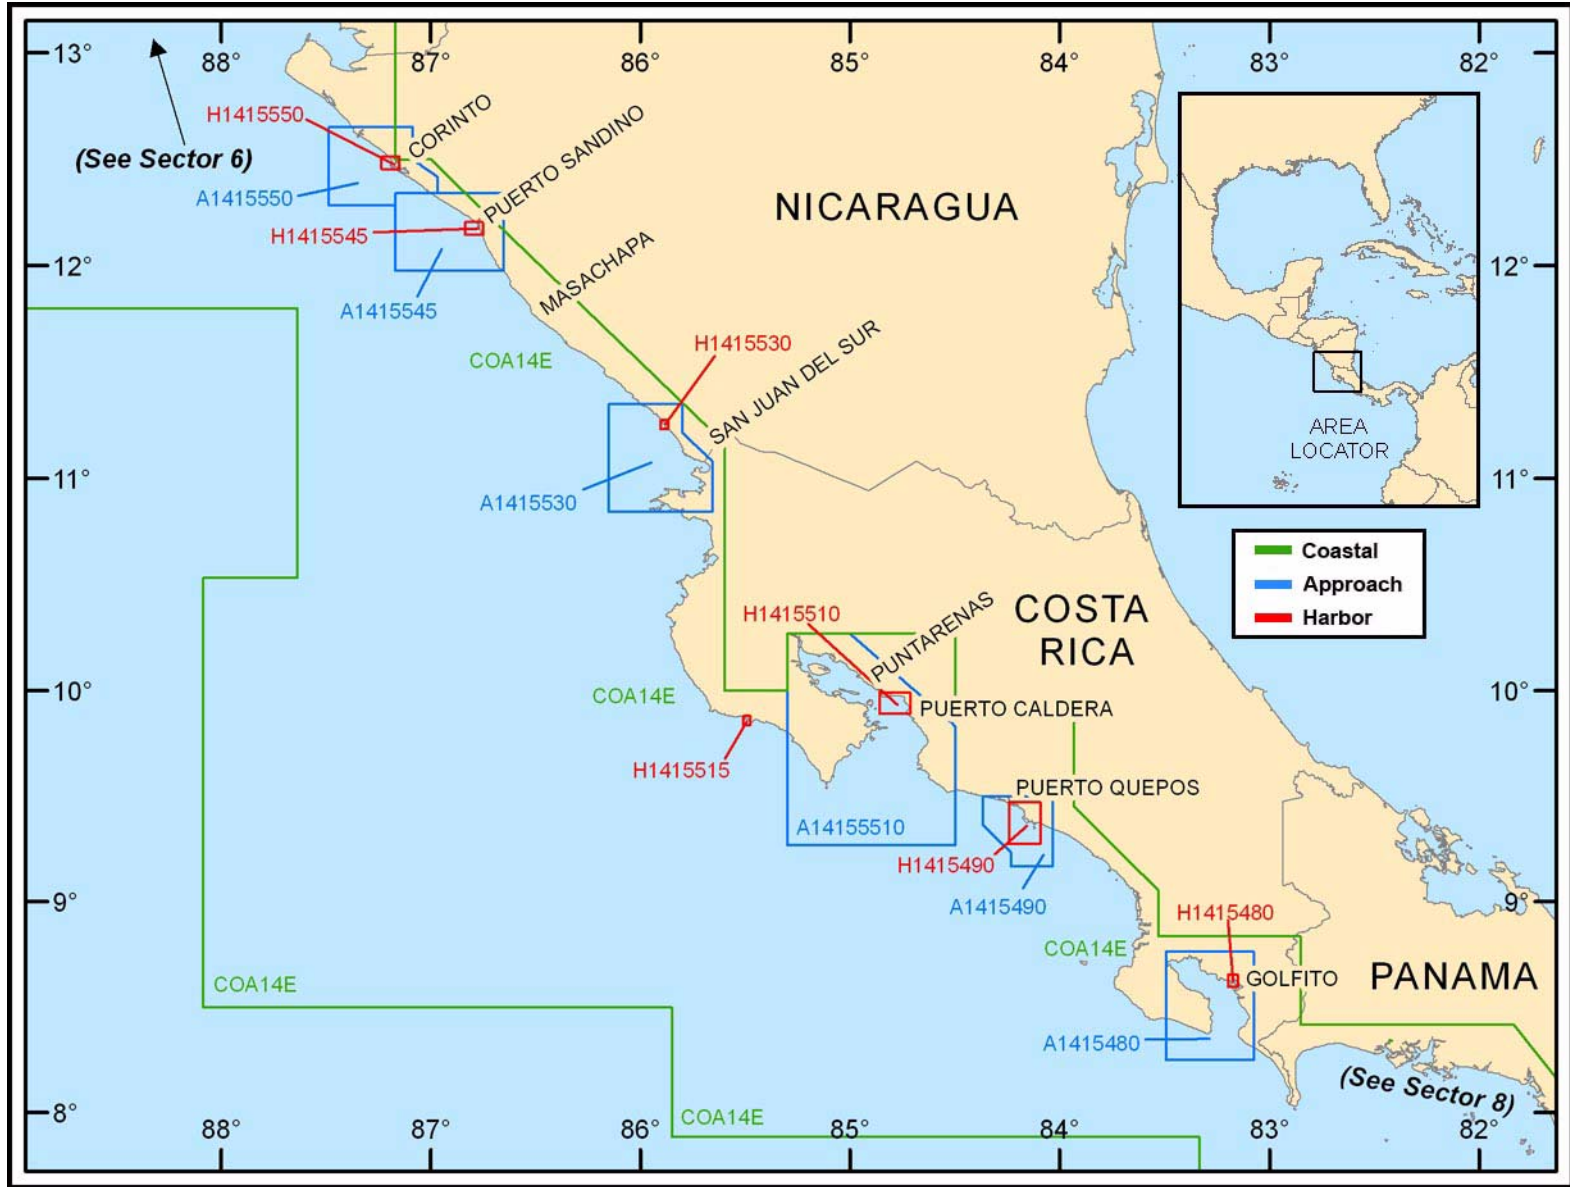 13°
88°
87°
86°
85°
84°
83°
82°
13°
H1415550
CORINTO
(See Sector 6)
PUERTO SANDINO
A1415550
NICARAGUA
H1415545
MASACHAPA
12°
12°
A1415545
H1415530
SAN JUAN DEL SUR
COA14E
AREA
LOCATOR
11°
11°
A1415530
Coastal
Approach
Harbor
H1415510
PUNTARENAS
COSTA
RICA
10°
COA14E
10°
PUERTO CALDERA
H1415515
PUERTO QUEPOS
A14155510
H1415490
9°
A1415490
9°
H1415480
COA14E
PANAMA
COA14E
GOLFITO
A1415480
(See Sector 8)
8°
COA14E
8°
88°
87°
86°
85°
84°
83°
82°